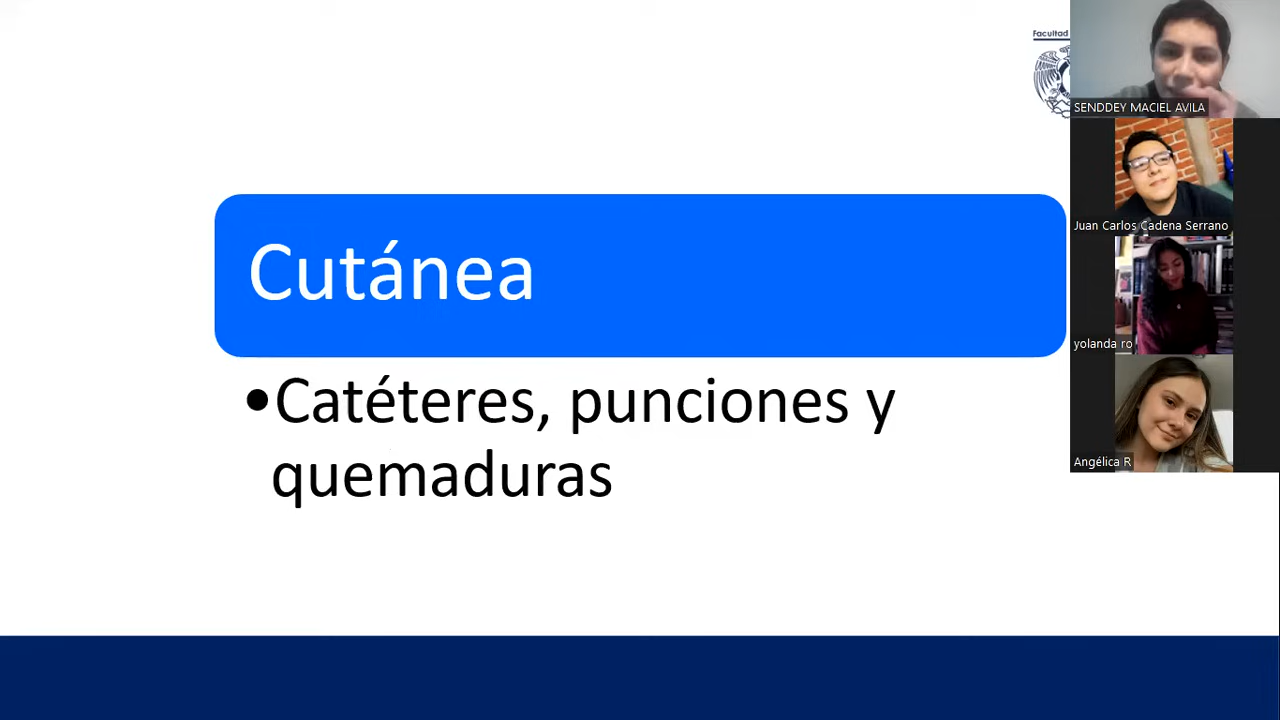 Facultad
SENDDEY MACIEL AVILA
Juan Carlos Cadena Serrano
yolanda ro
Angélica R
Cutánea
•Catéteres, punciones y
quemaduras